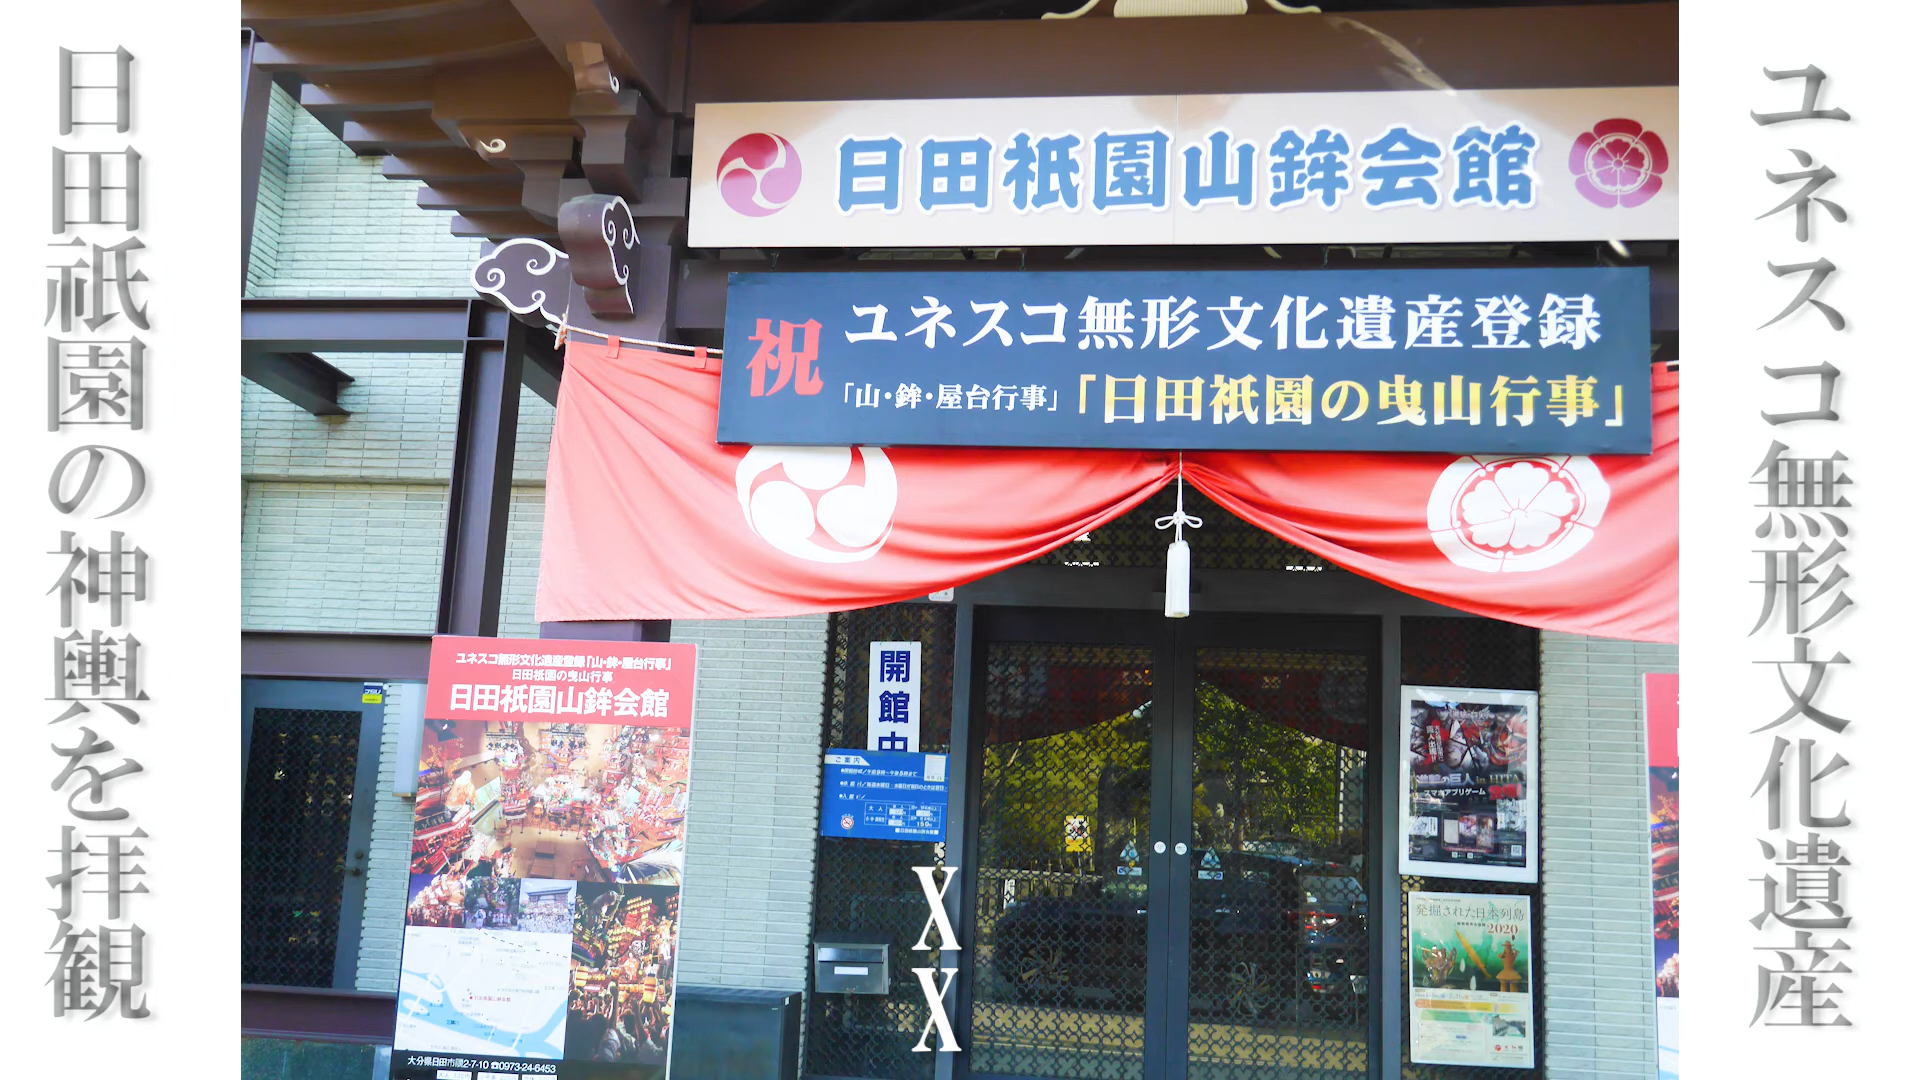 ユネスコ無形文化遺産
日田祇園の神輿を拝観
日田祇園山鉾会館
祝
ユネスコ無形文化遺産登録
「山・鉾・屋台行事」「日田祇園の曳山行事」
ユネスコ無形文化遺産登録「山・鉾・屋台行事」
日田祇園の曳山行事
日田祇園山鉾会館
大分県日田市隈2-7-10 ☎0973-24-6453
開館中
ご案内
大人
150円
進撃の巨人 in HITA
スマホアプリゲーム
発掘された日本列島
2020
X
X